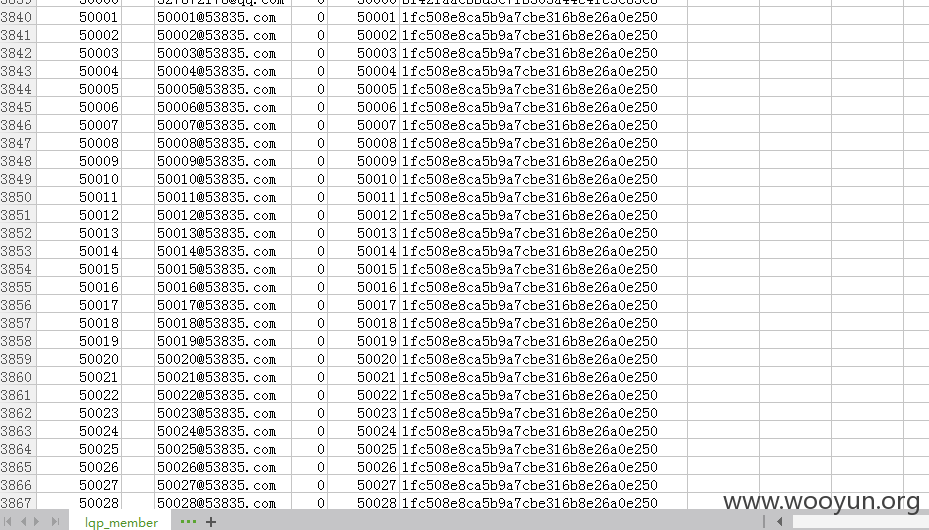 3840 50001 50001@53835.com 0 50001 1fc508e8ca5b9a7cbe316b8e26a0e250
3841 50002 50002@53835.com 0 50002 1fc508e8ca5b9a7cbe316b8e26a0e250
3842 50003 50003@53835.com 0 50003 1fc508e8ca5b9a7cbe316b8e26a0e250
3843 50004 50004@53835.com 0 50004 1fc508e8ca5b9a7cbe316b8e26a0e250
3844 50005 50005@53835.com 0 50005 1fc508e8ca5b9a7cbe316b8e26a0e250
3845 50006 50006@53835.com 0 50006 1fc508e8ca5b9a7cbe316b8e26a0e250
3846 50007 50007@53835.com 0 50007 1fc508e8ca5b9a7cbe316b8e26a0e250
3847 50008 50008@53835.com 0 50008 1fc508e8ca5b9a7cbe316b8e26a0e250
3848 50009 50009@53835.com 0 50009 1fc508e8ca5b9a7cbe316b8e26a0e250
3849 50010 50010@53835.com 0 50010 1fc508e8ca5b9a7cbe316b8e26a0e250
3850 50011 50011@53835.com 0 50011 1fc508e8ca5b9a7cbe316b8e26a0e250
3851 50012 50012@53835.com 0 50012 1fc508e8ca5b9a7cbe316b8e26a0e250
3852 50013 50013@53835.com 0 50013 1fc508e8ca5b9a7cbe316b8e26a0e250
3853 50014 50014@53835.com 0 50014 1fc508e8ca5b9a7cbe316b8e26a0e250
3854 50015 50015@53835.com 0 50015 1fc508e8ca5b9a7cbe316b8e26a0e250
3855 50016 50016@53835.com 0 50016 1fc508e8ca5b9a7cbe316b8e26a0e250
3856 50017 50017@53835.com 0 50017 1fc508e8ca5b9a7cbe316b8e26a0e250
3857 50018 50018@53835.com 0 50018 1fc508e8ca5b9a7cbe316b8e26a0e250
3858 50019 50019@53835.com 0 50019 1fc508e8ca5b9a7cbe316b8e26a0e250
3859 50020 50020@53835.com 0 50020 1fc508e8ca5b9a7cbe316b8e26a0e250
3860 50021 50021@53835.com 0 50021 1fc508e8ca5b9a7cbe316b8e26a0e250
3861 50022 50022@53835.com 0 50022 1fc508e8ca5b9a7cbe316b8e26a0e250
3862 50023 50023@53835.com 0 50023 1fc508e8ca5b9a7cbe316b8e26a0e250
3863 50024 50024@53835.com 0 50024 1fc508e8ca5b9a7cbe316b8e26a0e250
3864 50025 50025@53835.com 0 50025 1fc508e8ca5b9a7cbe316b8e26a0e250
3865 50026 50026@53835.com 0 50026 1fc508e8ca5b9a7cbe316b8e26a0e250
3866 50027 50027@53835.com 0 50027 1fc508e8ca5b9a7cbe316b8e26a0e250
3867 50028 50028@53835.com 0 50028 1fc508e8ca5b9a7cbe316b8e26a0e250
www.wooyun.org
lqp_member